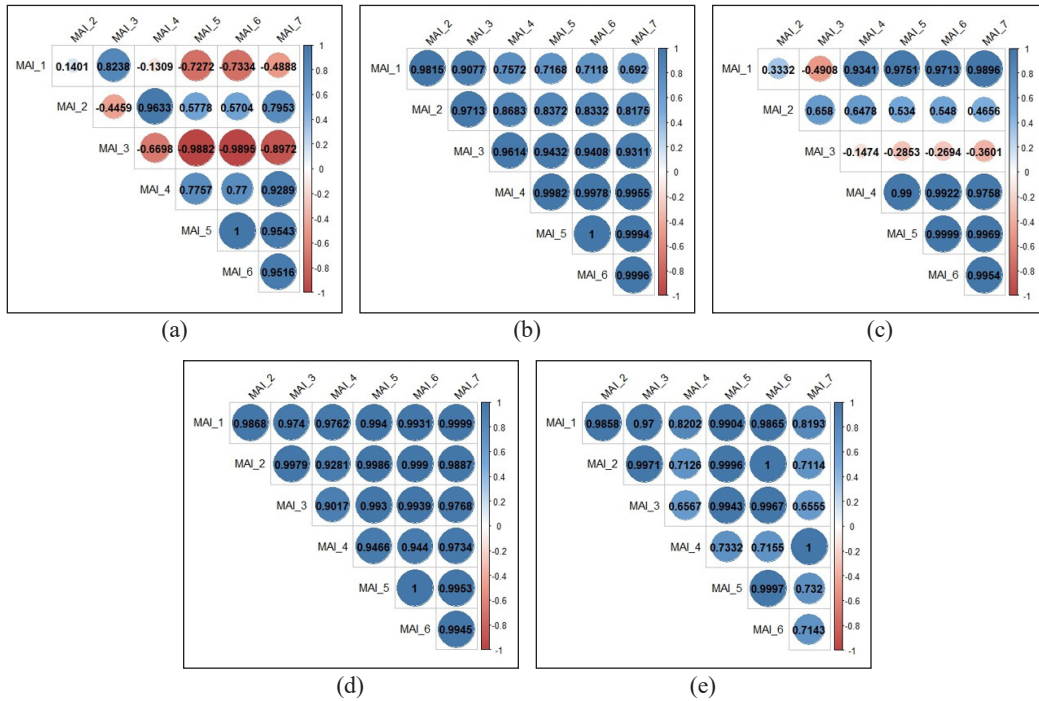 MAI_2 MAI_3 MAI_4 MAI_5 MAI_6 MAI_7
MAI_1 0.1401 0.8238 -0.1309 -0.7272 -0.7334 -0.4888
MAI_2 -0.4459 0.9633 0.5778 0.5704 0.7953
MAI_3 -0.6698 -0.9882 -0.9895 -0.8972
MAI_4 0.7757 0.77 0.9289
MAI_5 1 0.9543
MAI_6 0.9516
1
0.8
0.6
0.4
0.2
0
-0.2
-0.4
-0.6
-0.8
-1
(a)
MAI_2 MAI_3 MAI_4 MAI_5 MAI_6 MAI_7
MAI_1 0.9815 0.9077 0.7572 0.7168 0.7118 0.692
MAI_2 0.9713 0.8683 0.8372 0.8332 0.8175
MAI_3 0.9614 0.9432 0.9408 0.9311
MAI_4 0.9982 0.9978 0.9955
MAI_5 1 0.9994
MAI_6 0.9996
1
0.8
0.6
0.4
0.2
0
-0.2
-0.4
-0.6
-0.8
-1
(b)
MAI_2 MAI_3 MAI_4 MAI_5 MAI_6 MAI_7
MAI_1 0.3332 -0.4908 0.9341 0.9751 0.9713 0.9896
MAI_2 0.658 0.6478 0.534 0.548 0.4656
MAI_3 -0.1474 -0.2853 -0.2694 -0.3601
MAI_4 0.99 0.9922 0.9758
MAI_5 0.9999 0.9969
MAI_6 0.9954
1
0.8
0.6
0.4
0.2
0
-0.2
-0.4
-0.6
-0.8
-1
(c)
MAI_2 MAI_3 MAI_4 MAI_5 MAI_6 MAI_7
MAI_1 0.9868 0.974 0.9762 0.994 0.9931 0.9999
MAI_2 0.9979 0.9281 0.9986 0.999 0.9887
MAI_3 0.9017 0.993 0.9939 0.9768
MAI_4 0.9466 0.944 0.9734
MAI_5 1 0.9953
MAI_6 0.9945
1
0.8
0.6
0.4
0.2
0
-0.2
-0.4
-0.6
-0.8
-1
(d)
MAI_2 MAI_3 MAI_4 MAI_5 MAI_6 MAI_7
MAI_1 0.9858 0.97 0.8202 0.9904 0.9865 0.8193
MAI_2 0.9971 0.7126 0.9996 1 0.7114
MAI_3 0.6567 0.9943 0.9967 0.6555
MAI_4 0.7332 0.7155 1
MAI_5 0.9997 0.732
MAI_6 0.7143
1
0.8
0.6
0.4
0.2
0
-0.2
-0.4
-0.6
-0.8
-1
(e)